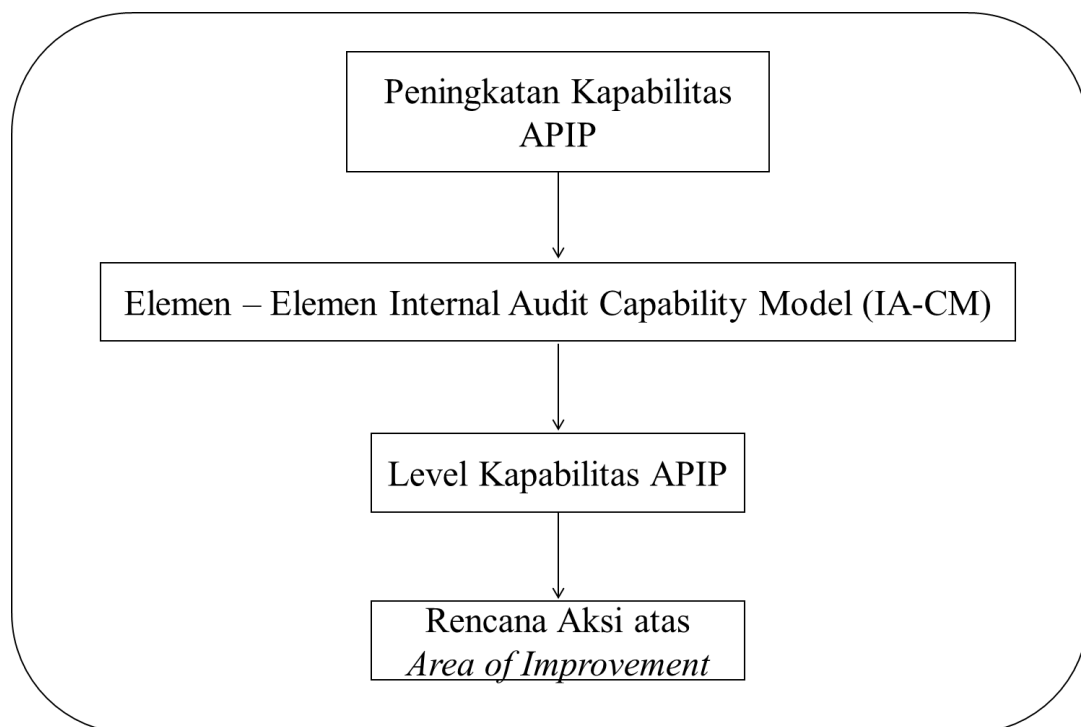 Peningkatan Kapabilitas
APIP
Elemen – Elemen Internal Audit Capability Model (IA-CM)
Level Kapabilitas APIP
Rencana Aksi atas
Area of Improvement